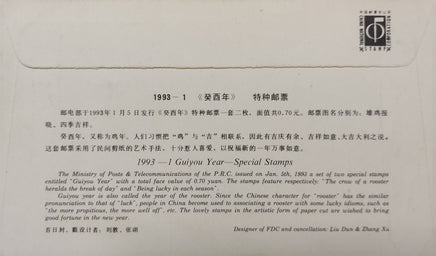 1993－1 《癸酉年》 特种邮票
邮电部于1993年1月5日发行《癸酉年》特种邮票一套二枚，面值共0.70元。邮票图名分别为：雄鸡报
晓、四季吉祥。
癸酉年，又称为鸡年。人们习惯把“鸡”与“吉”相联系，因此有吉庆有余、吉祥如意、大吉大利之说。
这套邮票采用了民间剪纸的艺术手法，十分惹人喜爱，以祝福新的一年万事如意。
1993—1 Guiyou Year—Special Stamps
The Ministry of Posts & Telecommunications of the P.R.C. issued on Jan. 5th, 1993 a set of two special stamps
entitled "Guiyou Year" with a total face value of 0.70 yuan. The stamps feature respectively: "The crow of a rooster
heralds the break of day" and "Being lucky in each season".
Guiyou year is also called the year of the rooster. Since the Chinese character for "rooster" has the similar
pronunciation to that of "luck", people in China become used to associating a rooster with some lucky idioms, such
as "the more propitious, the more well off", etc. The lovely stamps in the artistic form of paper cut are wished to bring
good fortune in the new year.
首日封、戳设计者：刘敦、张珝 Designer of FDC and cancellation: Liu Dun & Zhang Xu